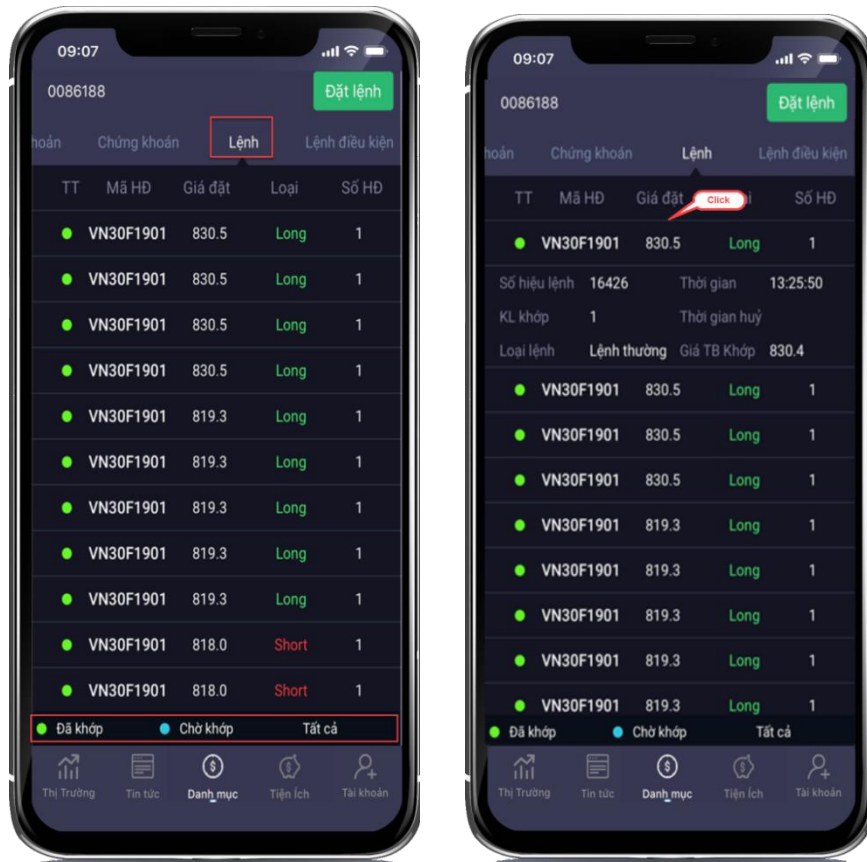 09:07
0086188
Đặt lệnh
hoản Chứng khoán Lệnh Lệnh điều kiện
TT Mã HĐ Giá đặt Loại Số HĐ
VN30F1901 830.5 Long 1
VN30F1901 830.5 Long 1
VN30F1901 830.5 Long 1
VN30F1901 830.5 Long 1
VN30F1901 819.3 Long 1
VN30F1901 819.3 Long 1
VN30F1901 819.3 Long 1
VN30F1901 819.3 Long 1
VN30F1901 819.3 Long 1
VN30F1901 818.0 Short 1
VN30F1901 818.0 Short 1
Đã khớp Chờ khớp Tất cả
Thị Trường Tin tức Danh mục Tiện Ích Tài khoản
09:07
0086188
Đặt lệnh
hoản Chứng khoán Lệnh Lệnh điều kiện
TT Mã HĐ Giá đặt Click i Số HĐ
VN30F1901 830.5 Long 1
Số hiệu lệnh 16426 Thời gian 13:25:50
KL khớp 1 Thời gian huỷ
Loại lệnh Lệnh thường Giá TB Khớp 830.4
VN30F1901 830.5 Long 1
VN30F1901 830.5 Long 1
VN30F1901 830.5 Long 1
VN30F1901 819.3 Long 1
VN30F1901 819.3 Long 1
VN30F1901 819.3 Long 1
VN30F1901 819.3 Long 1
VN30F1901 819.3 Long 1
Đã khớp Chờ khớp Tất cả
Thị Trường Tin tức Danh mục Tiện Ích Tài khoản